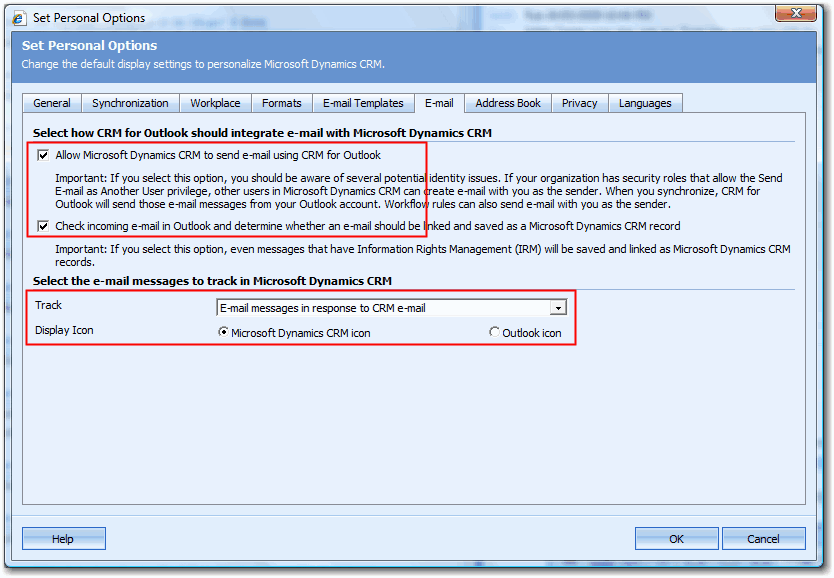 Set Personal Options
Set Personal Options
Change the default display settings to personalize Microsoft Dynamics CRM.
General Synchronization Workplace Formats E-mail Templates E-mail Address Book Privacy Languages
Select how CRM for Outlook should integrate e-mail with Microsoft Dynamics CRM
Allow Microsoft Dynamics CRM to send e-mail using CRM for Outlook
Important: If you select this option, you should be aware of several potential identity issues. If your organization has security roles that allow the Send
E-mail as Another User privilege, other users in Microsoft Dynamics CRM can create e-mail with you as the sender. When you synchronize, CRM for
Outlook will send those e-mail messages from your Outlook account. Workflow rules can also send e-mail with you as the sender.
Check incoming e-mail in Outlook and determine whether an e-mail should be linked and saved as a Microsoft Dynamics CRM record
Important: If you select this option, even messages that have Information Rights Management (IRM) will be saved and linked as Microsoft Dynamics CRM
records.
Select the e-mail messages to track in Microsoft Dynamics CRM
Track E-mail messages in response to CRM e-mail
Display Icon Microsoft Dynamics CRM icon Outlook icon
Help OK Cancel